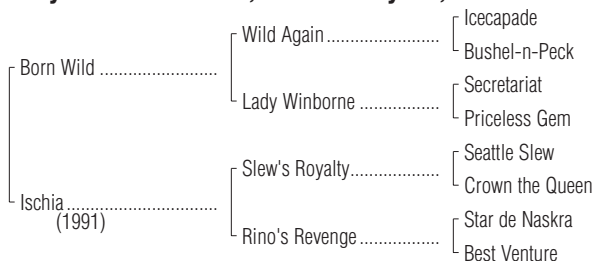 Icecapade
Wild Again
Bushel-n-Peck
Born Wild
Secretariat
Lady Winborne
Priceless Gem
Seattle Slew
Slew's Royalty
Crown the Queen
Ischia
(1991)
Star de Naskra
Rino's Revenge
Best Venture